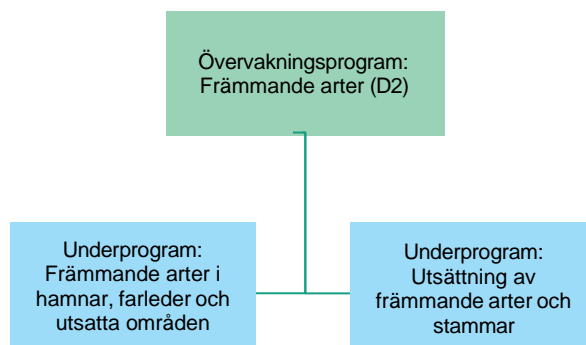 Övervakningsprogram:
Främmande arter (D2)
Underprogram:
Främmande arter i
hamnar, farleder och
utsatta områden
Underprogram:
Utsättning av
främmande arter och
stammar